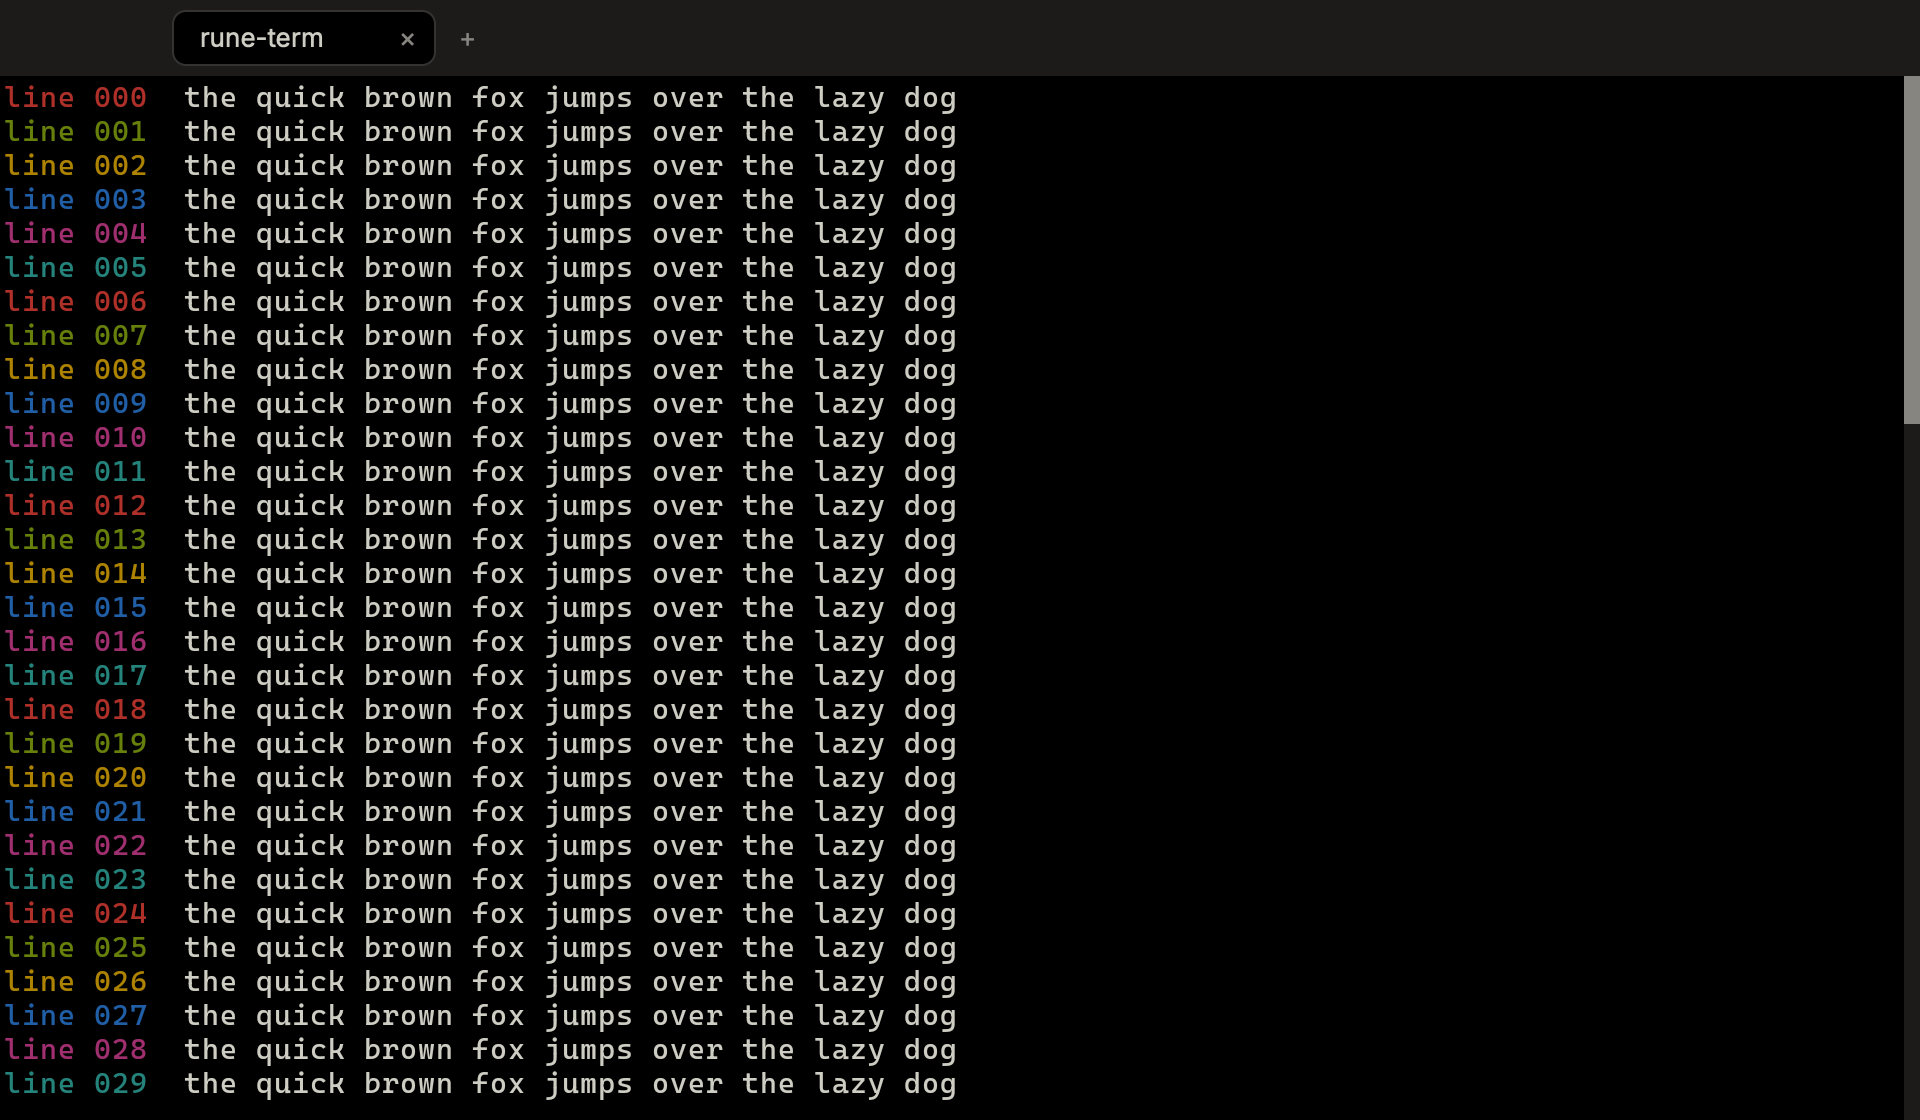 rune-term × +
line 000  the quick brown fox jumps over the lazy dog
line 001  the quick brown fox jumps over the lazy dog
line 002  the quick brown fox jumps over the lazy dog
line 003  the quick brown fox jumps over the lazy dog
line 004  the quick brown fox jumps over the lazy dog
line 005  the quick brown fox jumps over the lazy dog
line 006  the quick brown fox jumps over the lazy dog
line 007  the quick brown fox jumps over the lazy dog
line 008  the quick brown fox jumps over the lazy dog
line 009  the quick brown fox jumps over the lazy dog
line 010  the quick brown fox jumps over the lazy dog
line 011  the quick brown fox jumps over the lazy dog
line 012  the quick brown fox jumps over the lazy dog
line 013  the quick brown fox jumps over the lazy dog
line 014  the quick brown fox jumps over the lazy dog
line 015  the quick brown fox jumps over the lazy dog
line 016  the quick brown fox jumps over the lazy dog
line 017  the quick brown fox jumps over the lazy dog
line 018  the quick brown fox jumps over the lazy dog
line 019  the quick brown fox jumps over the lazy dog
line 020  the quick brown fox jumps over the lazy dog
line 021  the quick brown fox jumps over the lazy dog
line 022  the quick brown fox jumps over the lazy dog
line 023  the quick brown fox jumps over the lazy dog
line 024  the quick brown fox jumps over the lazy dog
line 025  the quick brown fox jumps over the lazy dog
line 026  the quick brown fox jumps over the lazy dog
line 027  the quick brown fox jumps over the lazy dog
line 028  the quick brown fox jumps over the lazy dog
line 029  the quick brown fox jumps over the lazy dog